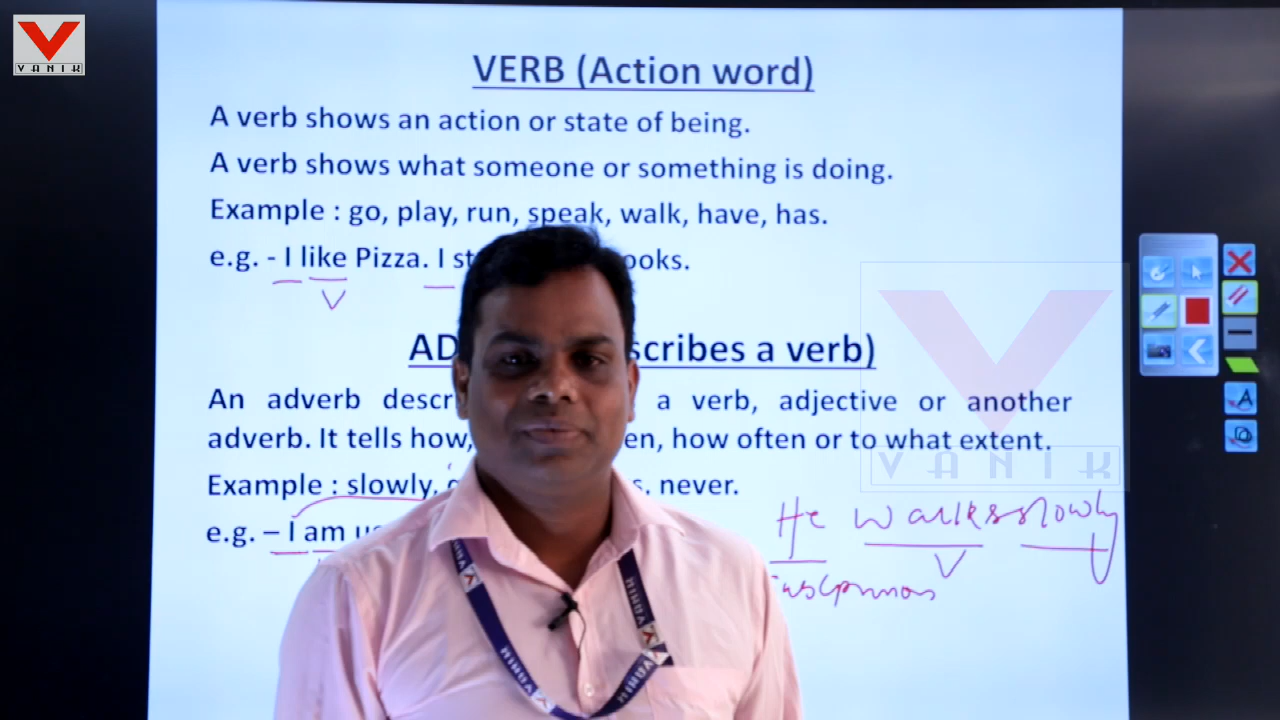 VANIK
VERB (Action word)
A verb shows an action or state of being.
A verb shows what someone or something is doing.
Example : go, play, run, speak, walk, have, has.
e.g. - I like Pizza. I st ooks.
V
AD scribes a verb)
An adverb descr a verb, adjective or another
adverb. It tells how, en, how often or to what extent.
VANIK
Example : slowly, s, never.
e.g. – I am us
He walks slowly
V